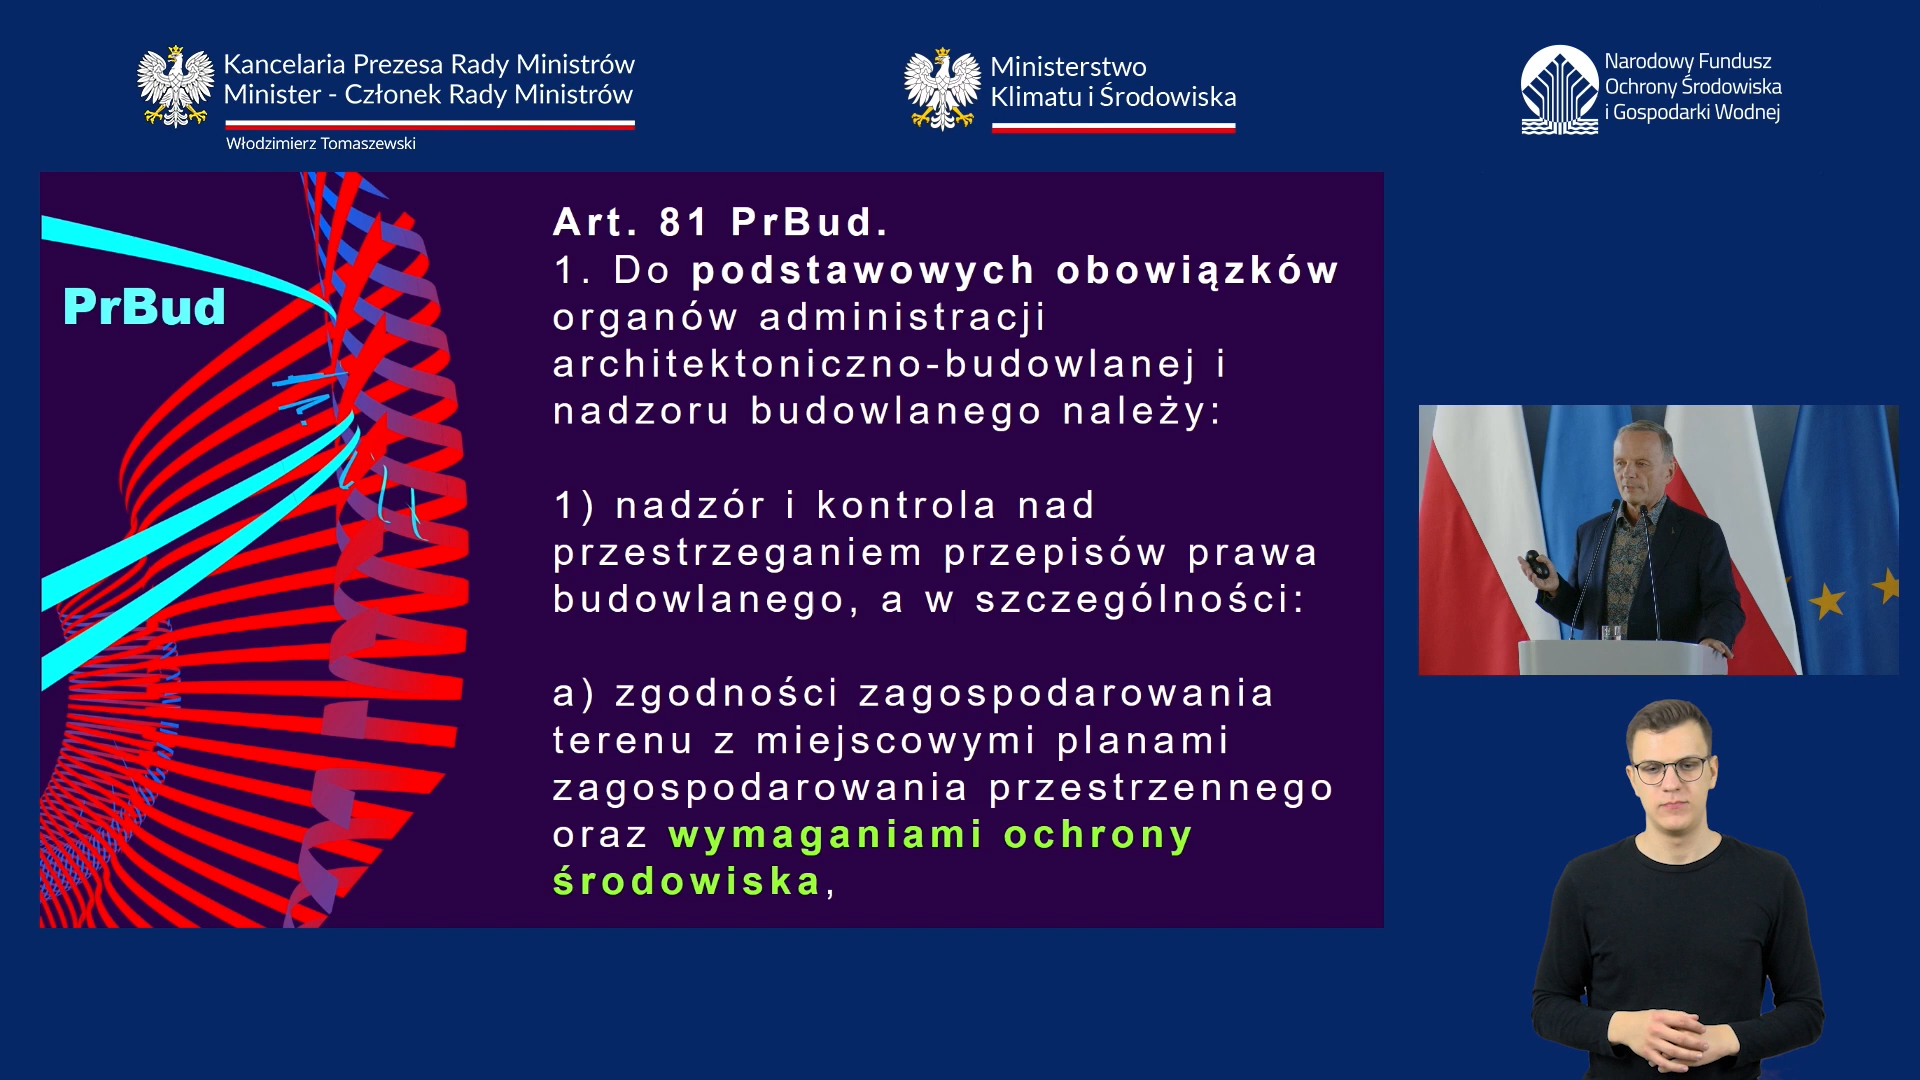 Kancelaria Prezesa Rady Ministrów
Minister - Członek Rady Ministrów
Włodzimierz Tomaszewski
Ministerstwo
Klimatu i Środowiska
Narodowy Fundusz
Ochrony Środowiska
i Gospodarki Wodnej
PrBud
Art. 81 PrBud.
1. Do podstawowych obowiązków
organów administracji
architektoniczno-budowlanej i
nadzoru budowlanego należy:
1) nadzór i kontrola nad
przestrzeganiem przepisów prawa
budowlanego, a w szczególności:
a) zgodności zagospodarowania
terenu z miejscowymi planami
zagospodarowania przestrzennego
oraz wymaganiami ochrony
środowiska,